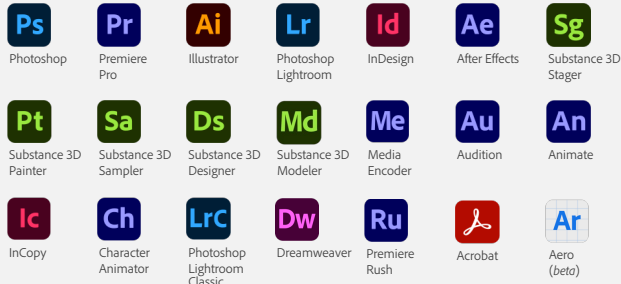 Ps Pr Ai Lr Id Ae Sg
Photoshop Premiere Illustrator Photoshop InDesign After Effects Substance 3D
Pro Lightroom Stager
Pt Sa Ds Md Me Au An
Substance 3D Substance 3D Substance 3D Substance 3D Media Audition Animate
Painter Sampler Designer Modeler Encoder
Ic Ch LrC Dw Ru Ar
InCopy Character Photoshop Dreamweaver Premiere Acrobat Aero
Animator Lightroom Rush (beta)
Classic